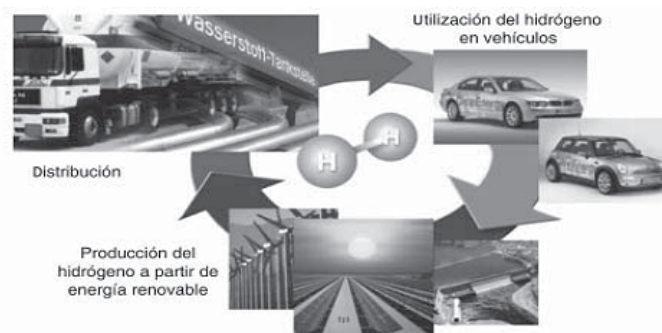 Wasserstoff-Tankstelle
Utilización del hidrógeno
en vehículos
H
H
Distribución
Producción del
hidrógeno a partir de
energía renovable